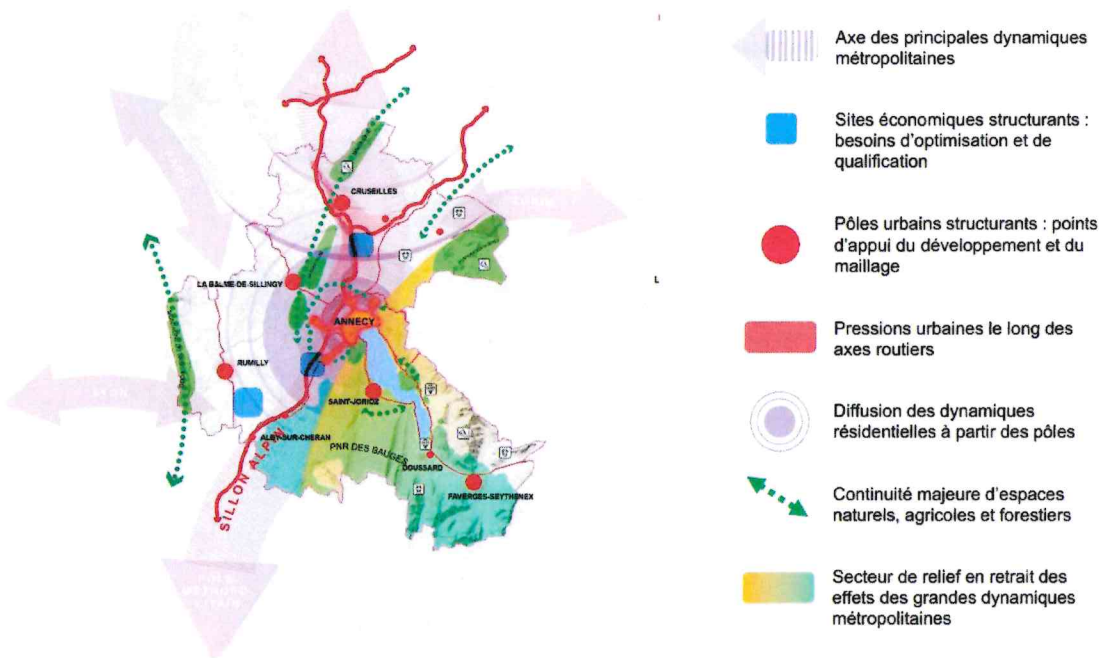 CRUSEILLES
LA BALME-DE-SILLINGY
ANNECY
RUMILLY
SAINT-JORIOZ
ALBY-SUR-CHERAN
PNR DES BAUGES
DOUSSARD
FAVERGES-SEYTHENEX
SILLON ALPIN
LYON
Axe des principales dynamiques
métropolitaines
Sites économiques structurants :
besoins d'optimisation et de
qualification
Pôles urbains structurants : points
d'appui du développement et du
maillage
Pressions urbaines le long des
axes routiers
Diffusion des dynamiques
résidentielles à partir des pôles
Continuité majeure d'espaces
naturels, agricoles et forestiers
Secteur de relief en retrait des
effets des grandes dynamiques
métropolitaines